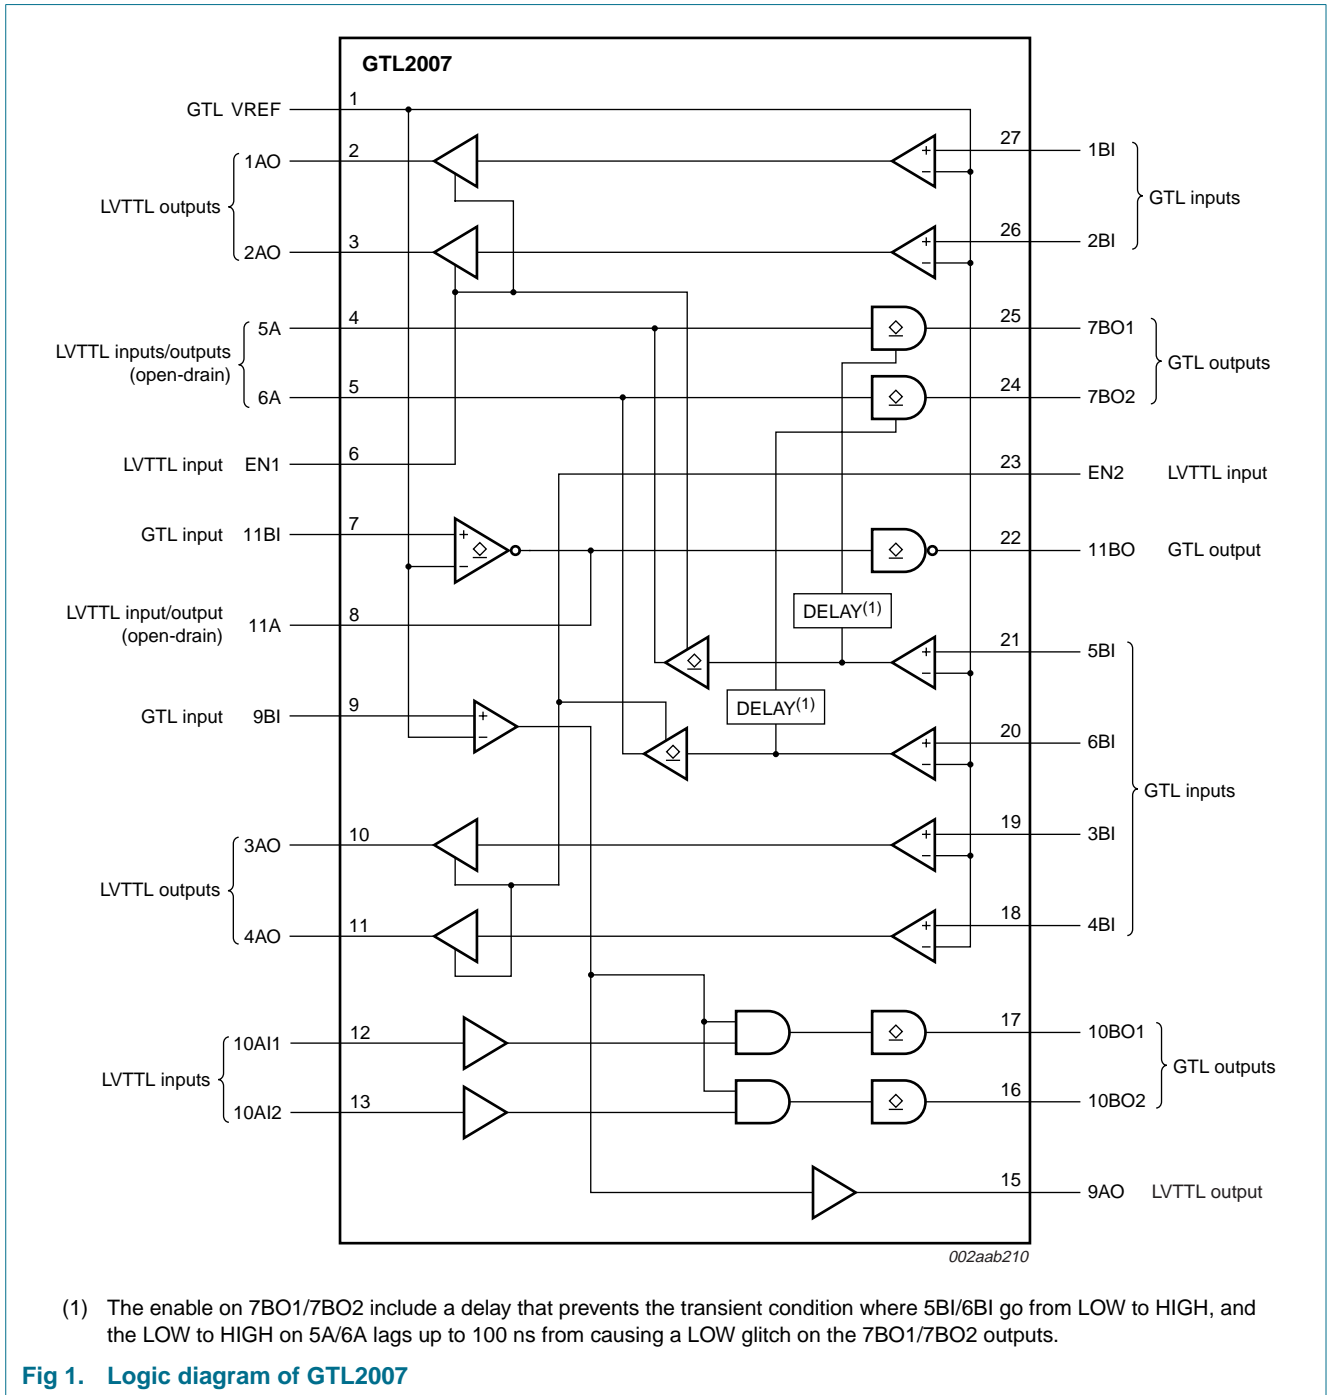 GTL2007
GTL VREF 1
1AO 2
27 1BI
LVTTL outputs
GTL inputs
2AO 3
26 2BI
5A 4
25 7BO1
LVTTL inputs/outputs
(open-drain)
GTL outputs
6A 5
24 7BO2
LVTTL input EN1 6
23 EN2 LVTTL input
GTL input 11BI 7
22 11BO GTL output
LVTTL input/output
(open-drain)
11A 8
DELAY(1)
21 5BI
GTL input 9BI 9
DELAY(1)
20 6BI
GTL inputs
3AO 10
19 3BI
LVTTL outputs
4AO 11
18 4BI
10AI1 12
17 10BO1
LVTTL inputs
GTL outputs
10AI2 13
16 10BO2
15 9AO LVTTL output
002aab210
(1) The enable on 7BO1/7BO2 include a delay that prevents the transient condition where 5BI/6BI go from LOW to HIGH, and
the LOW to HIGH on 5A/6A lags up to 100 ns from causing a LOW glitch on the 7BO1/7BO2 outputs.
Fig 1. Logic diagram of GTL2007